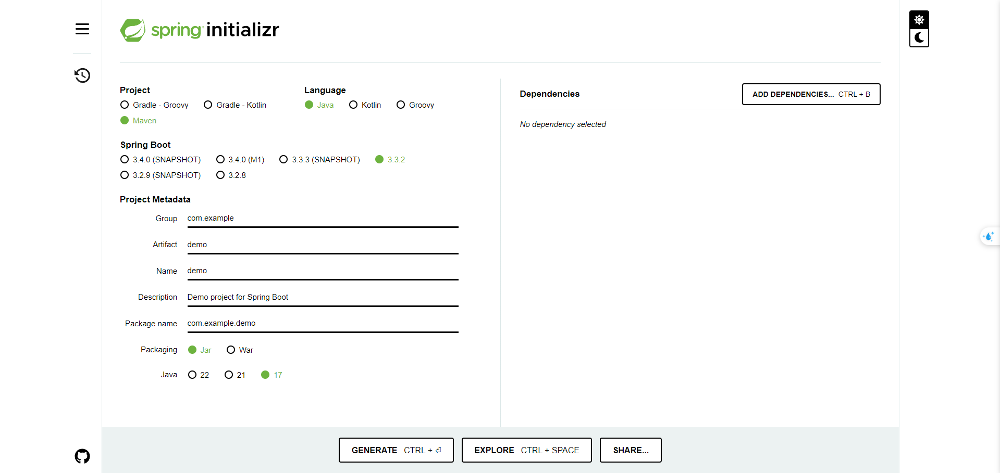 spring initializr
Project
Gradle - Groovy Gradle - Kotlin
Maven
Language
Java Kotlin Groovy
Spring Boot
3.4.0 (SNAPSHOT) 3.4.0 (M1) 3.3.3 (SNAPSHOT) 3.3.2
3.2.9 (SNAPSHOT) 3.2.8
Project Metadata
Group com.example
Artifact demo
Name demo
Description Demo project for Spring Boot
Package name com.example.demo
Packaging Jar War
Java 22 21 17
Dependencies
ADD DEPENDENCIES... CTRL + B
No dependency selected
GENERATE CTRL + ⏎
EXPLORE CTRL + SPACE
SHARE...